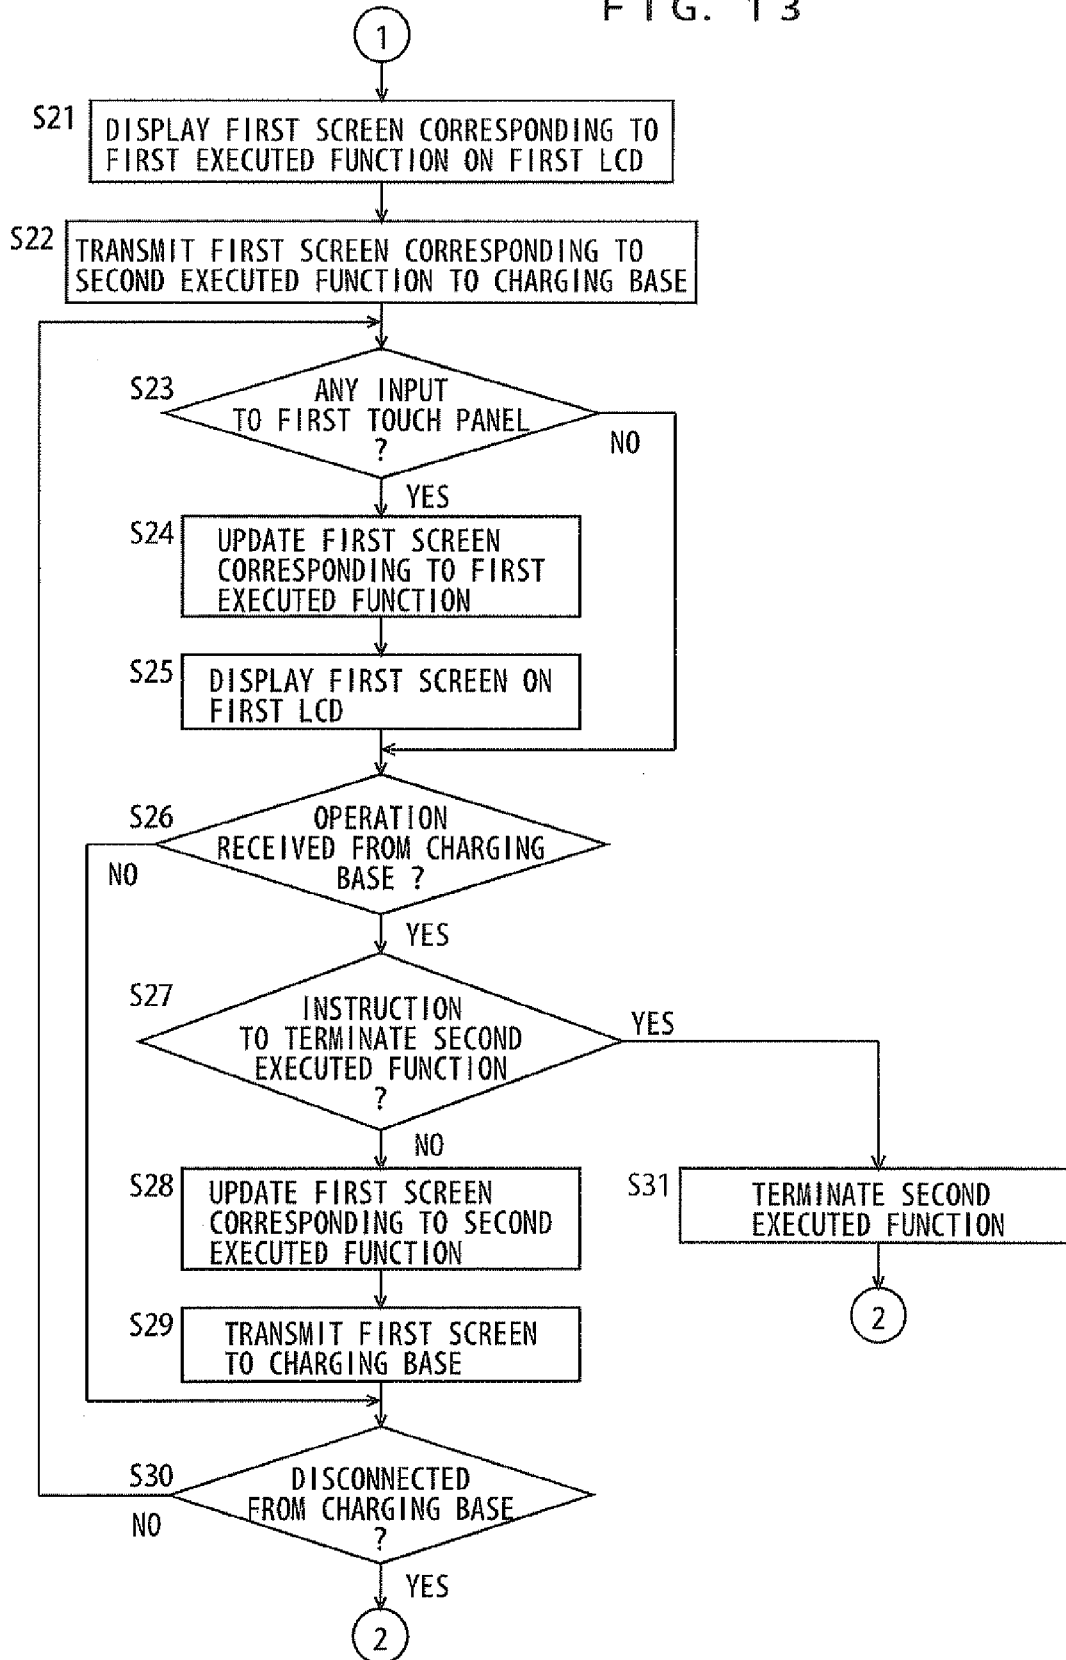 FIG. 13
1
S21
DISPLAY FIRST SCREEN CORRESPONDING TO
FIRST EXECUTED FUNCTION ON FIRST LCD
S22
TRANSMIT FIRST SCREEN CORRESPONDING TO
SECOND EXECUTED FUNCTION TO CHARGING BASE
S23
ANY INPUT
TO FIRST TOUCH PANEL
?
NO
YES
S24
UPDATE FIRST SCREEN
CORRESPONDING TO FIRST
EXECUTED FUNCTION
S25
DISPLAY FIRST SCREEN ON
FIRST LCD
S26
OPERATION
RECEIVED FROM CHARGING
BASE ?
NO
YES
S27
INSTRUCTION
TO TERMINATE SECOND
EXECUTED FUNCTION
?
YES
NO
S28
UPDATE FIRST SCREEN
CORRESPONDING TO SECOND
EXECUTED FUNCTION
S31
TERMINATE SECOND
EXECUTED FUNCTION
2
S29
TRANSMIT FIRST SCREEN
TO CHARGING BASE
S30
DISCONNECTED
FROM CHARGING BASE
?
NO
YES
2